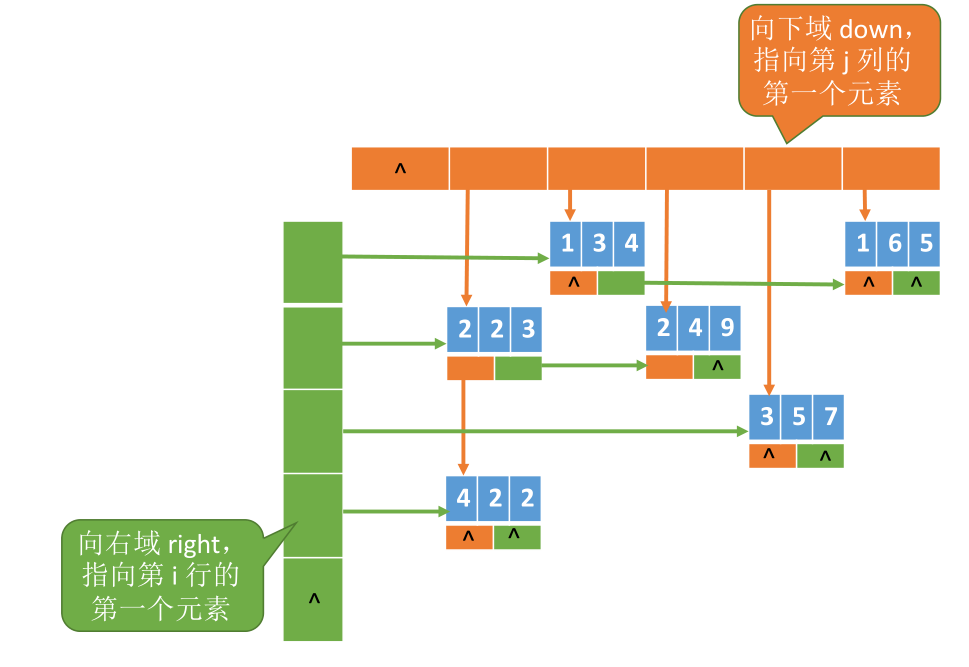 向下域 down，
指向第 j 列的
第一个元素
^
1 3 4
1 6 5
^
^ ^
2 2 3
2 4 9
^
3 5 7
^ ^
4 2 2
^ ^
向右域 right，
指向第 i 行的
第一个元素
^